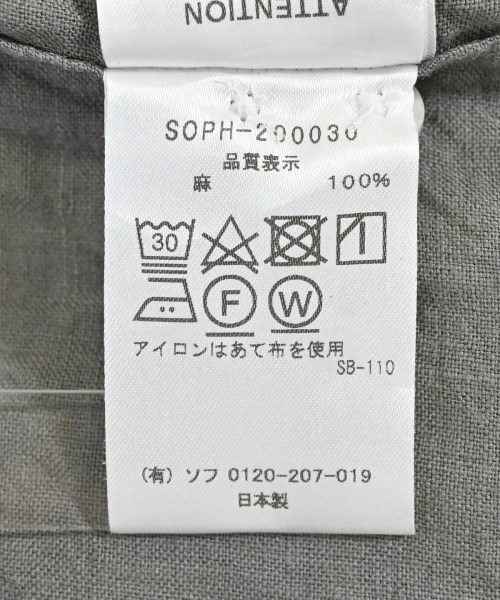 ATTENTION
SOPH-200030
品質表示
麻 100%
30
F W
アイロンはあて布を使用
SB-110
(有) ソフ 0120-207-019
日本製